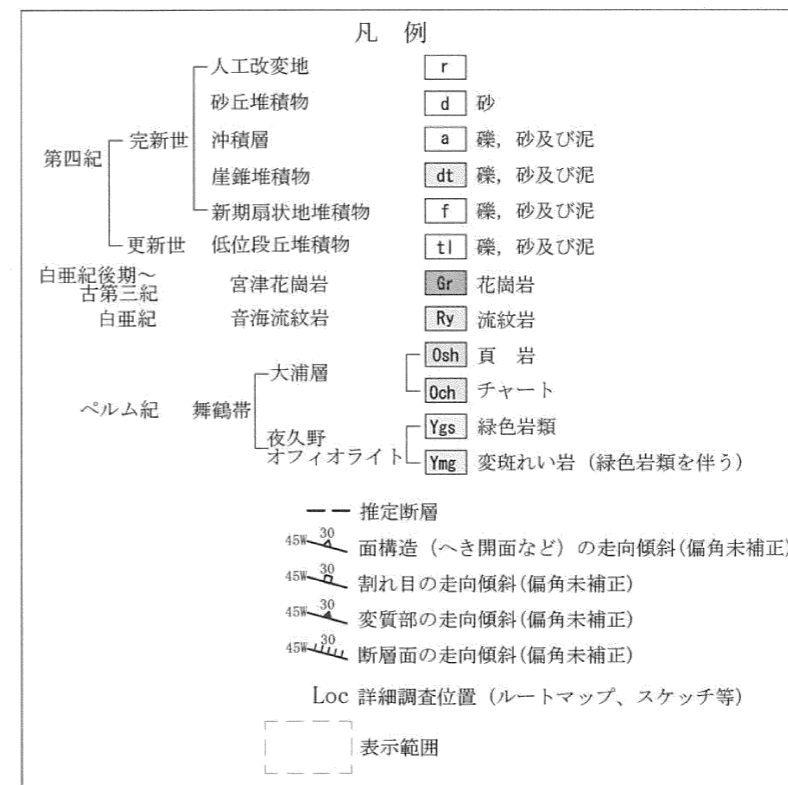 凡 例
人工改変地 r
砂丘堆積物 d 砂
第四紀 完新世 沖積層 a 礫，砂及び泥
崖錐堆積物 dt 礫，砂及び泥
新期扇状地堆積物 f 礫，砂及び泥
更新世 低位段丘堆積物 tl 礫，砂及び泥
白亜紀後期～
古第三紀 宮津花崗岩 Gr 花崗岩
白亜紀 音海流紋岩 Ry 流紋岩
大浦層 Osh 頁 岩
Och チャート
ペルム紀 舞鶴帯
夜久野
オフィオライト
Ygs 緑色岩類
Ymg 変斑れい岩（緑色岩類を伴う）
推定断層
45W 30 面構造（へき開面など）の走向傾斜(偏角未補正)
45W 30 割れ目の走向傾斜(偏角未補正)
45W 30 変質部の走向傾斜(偏角未補正)
45W 30 断層面の走向傾斜(偏角未補正)
Loc 詳細調査位置（ルートマップ、スケッチ等）
表示範囲